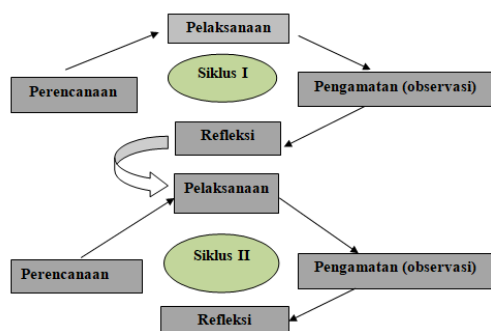 Pelaksanaan
Siklus I
Perencanaan
Pengamatan (observasi)
Refleksi
Pelaksanaan
Siklus II
Perencanaan
Pengamatan (observasi)
Refleksi